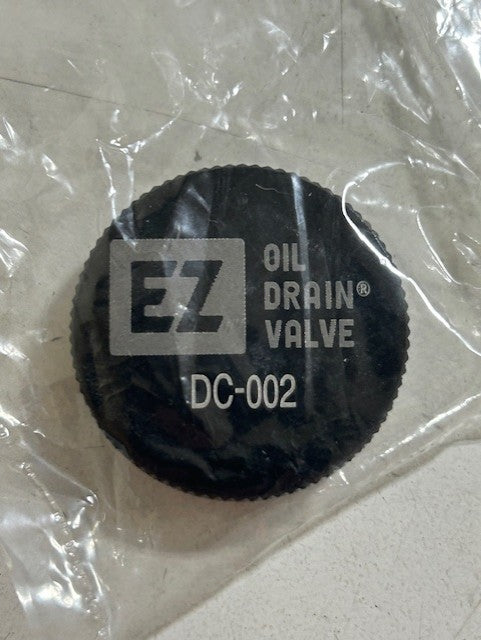 EZ
OIL
DRAIN®
VALVE
DC-002